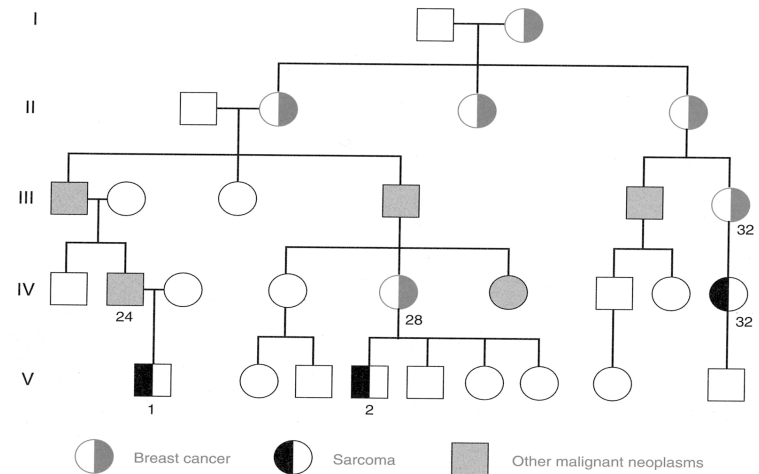 I
II
III
32
IV
24
28
32
V
1
2
Breast cancer
Sarcoma
Other malignant neoplasms